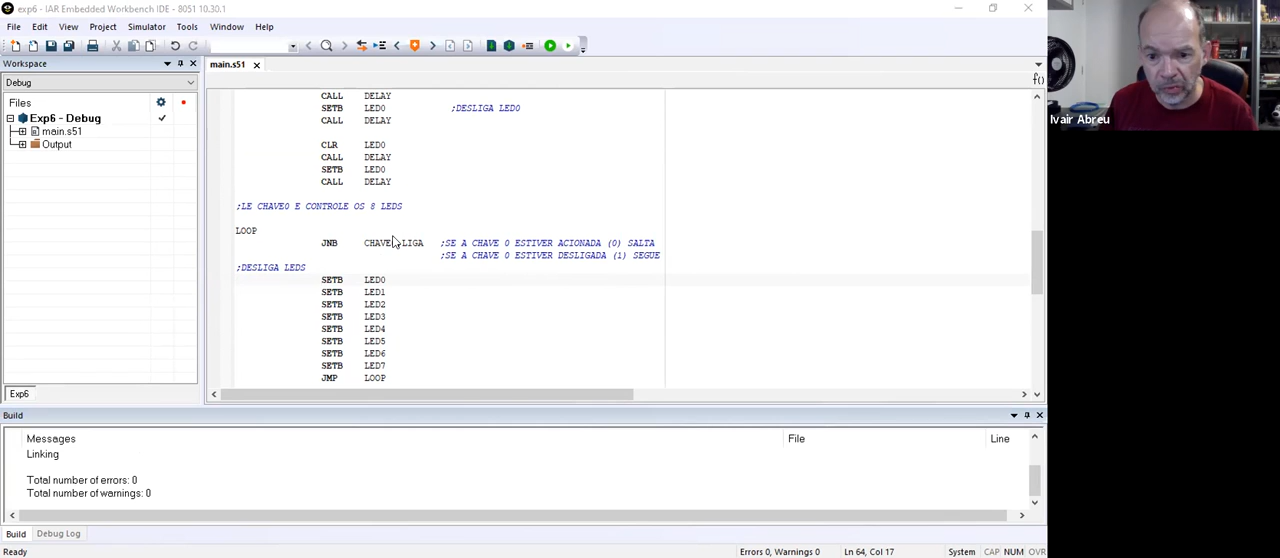 exp6 - IAR Embedded Workbench IDE - 8051 10.30.1
File Edit View Project Simulator Tools Window Help
Workspace
main.s51
Debug
f()
Files
Exp6 - Debug
main.s51
Output
CALL DELAY
SETB LED0 ;DESLIGA LED0
CALL DELAY
CLR LED0
CALL DELAY
SETB LED0
CALL DELAY
;LE CHAVE0 E CONTROLE OS 8 LEDS
LOOP
JNB LIGA ;SE A CHAVE 0 ESTIVER ACIONADA (0) SALTA
;SE A CHAVE 0 ESTIVER DESLIGADA (1) SEGUE
;DESLIGA LEDS
SETB LED0
SETB LED1
SETB LED2
SETB LED3
SETB LED4
SETB LED5
SETB LED6
SETB LED7
JMP LOOP
Exp6
Build
Messages File Line
Linking
Total number of errors: 0
Total number of warnings: 0
Build Debug Log
Ready Errors 0, Warnings 0 Ln 64, Col 17 System CAP NUM OVR
Ivair Abreu